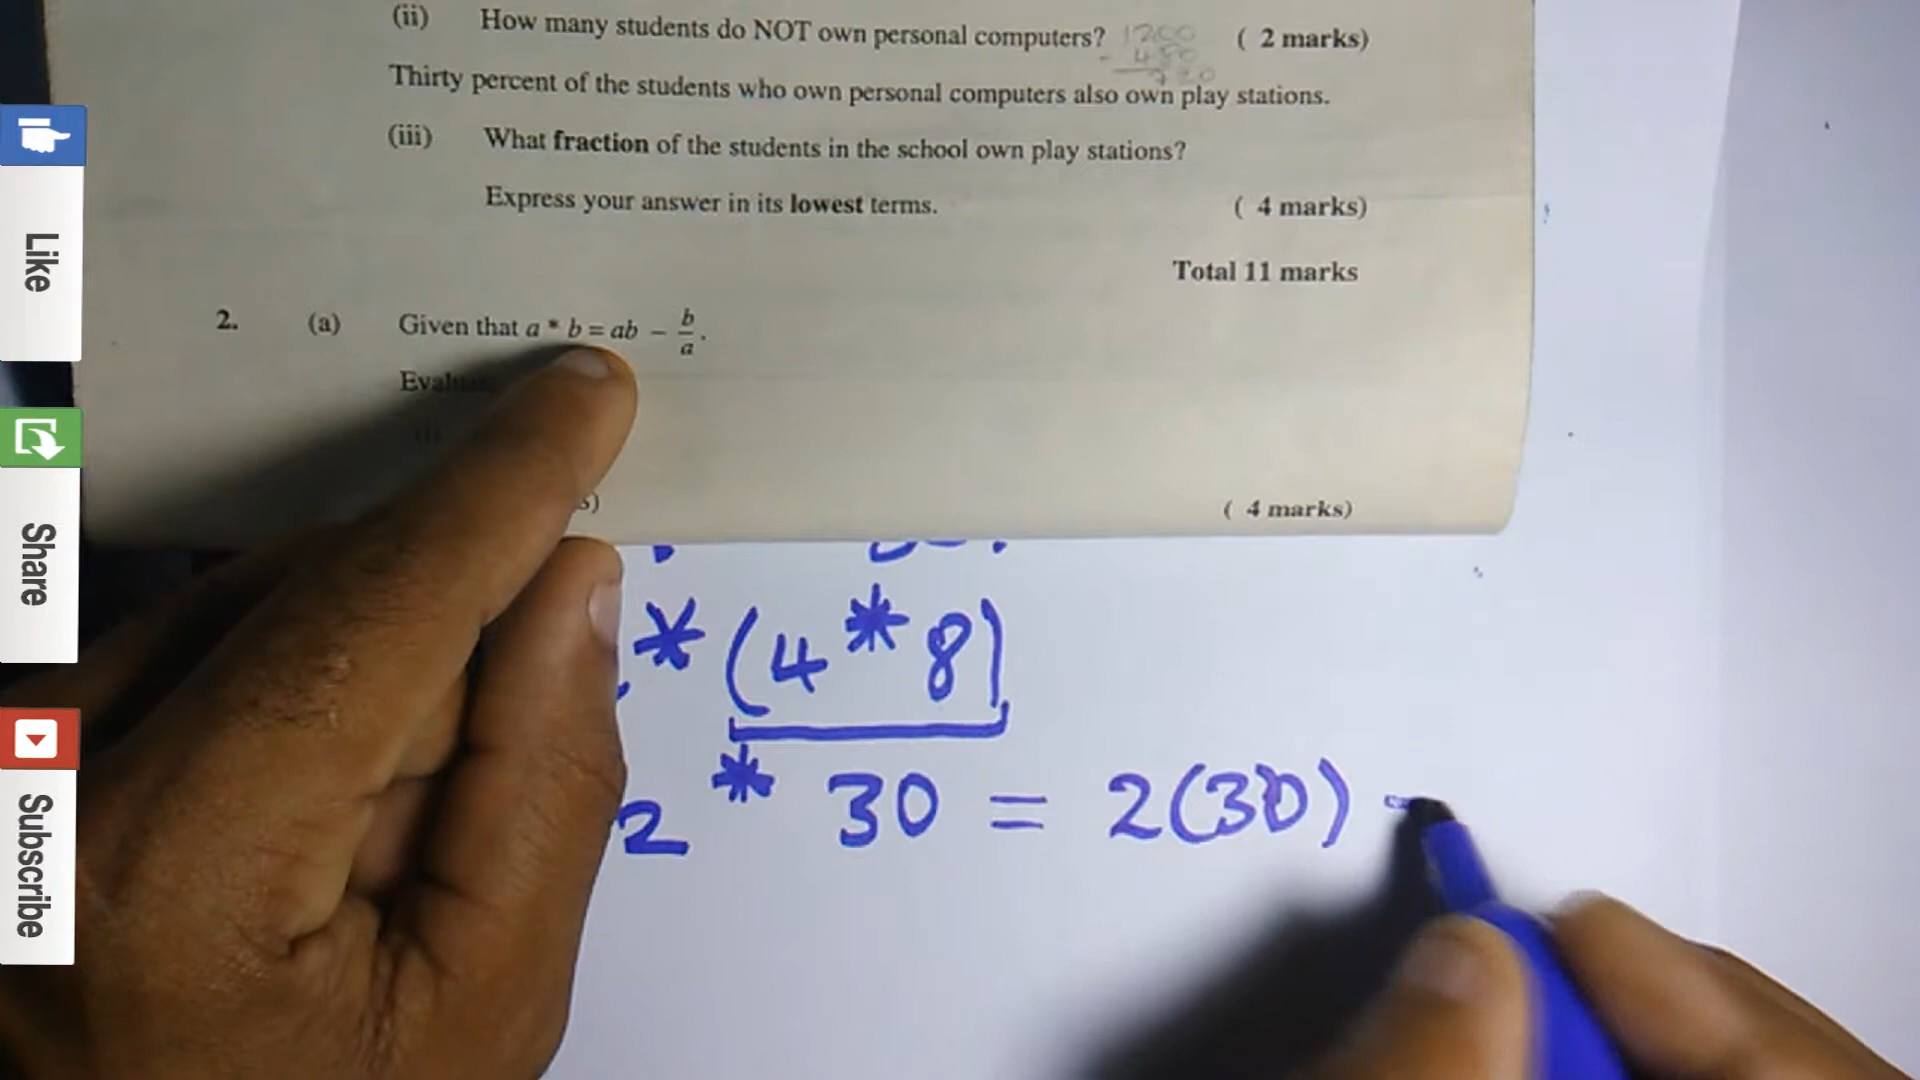 (ii) How many students do NOT own personal computers? 1200 ( 2 marks)
- 480
720
Thirty percent of the students who own personal computers also own play stations.
(iii) What fraction of the students in the school own play stations?
Express your answer in its lowest terms. ( 4 marks)
Total 11 marks
2. (a) Given that a * b = ab - b/a.
( 4 marks)
* (4 * 8)
2 * 30 = 2(30) -
Like
Share
Subscribe